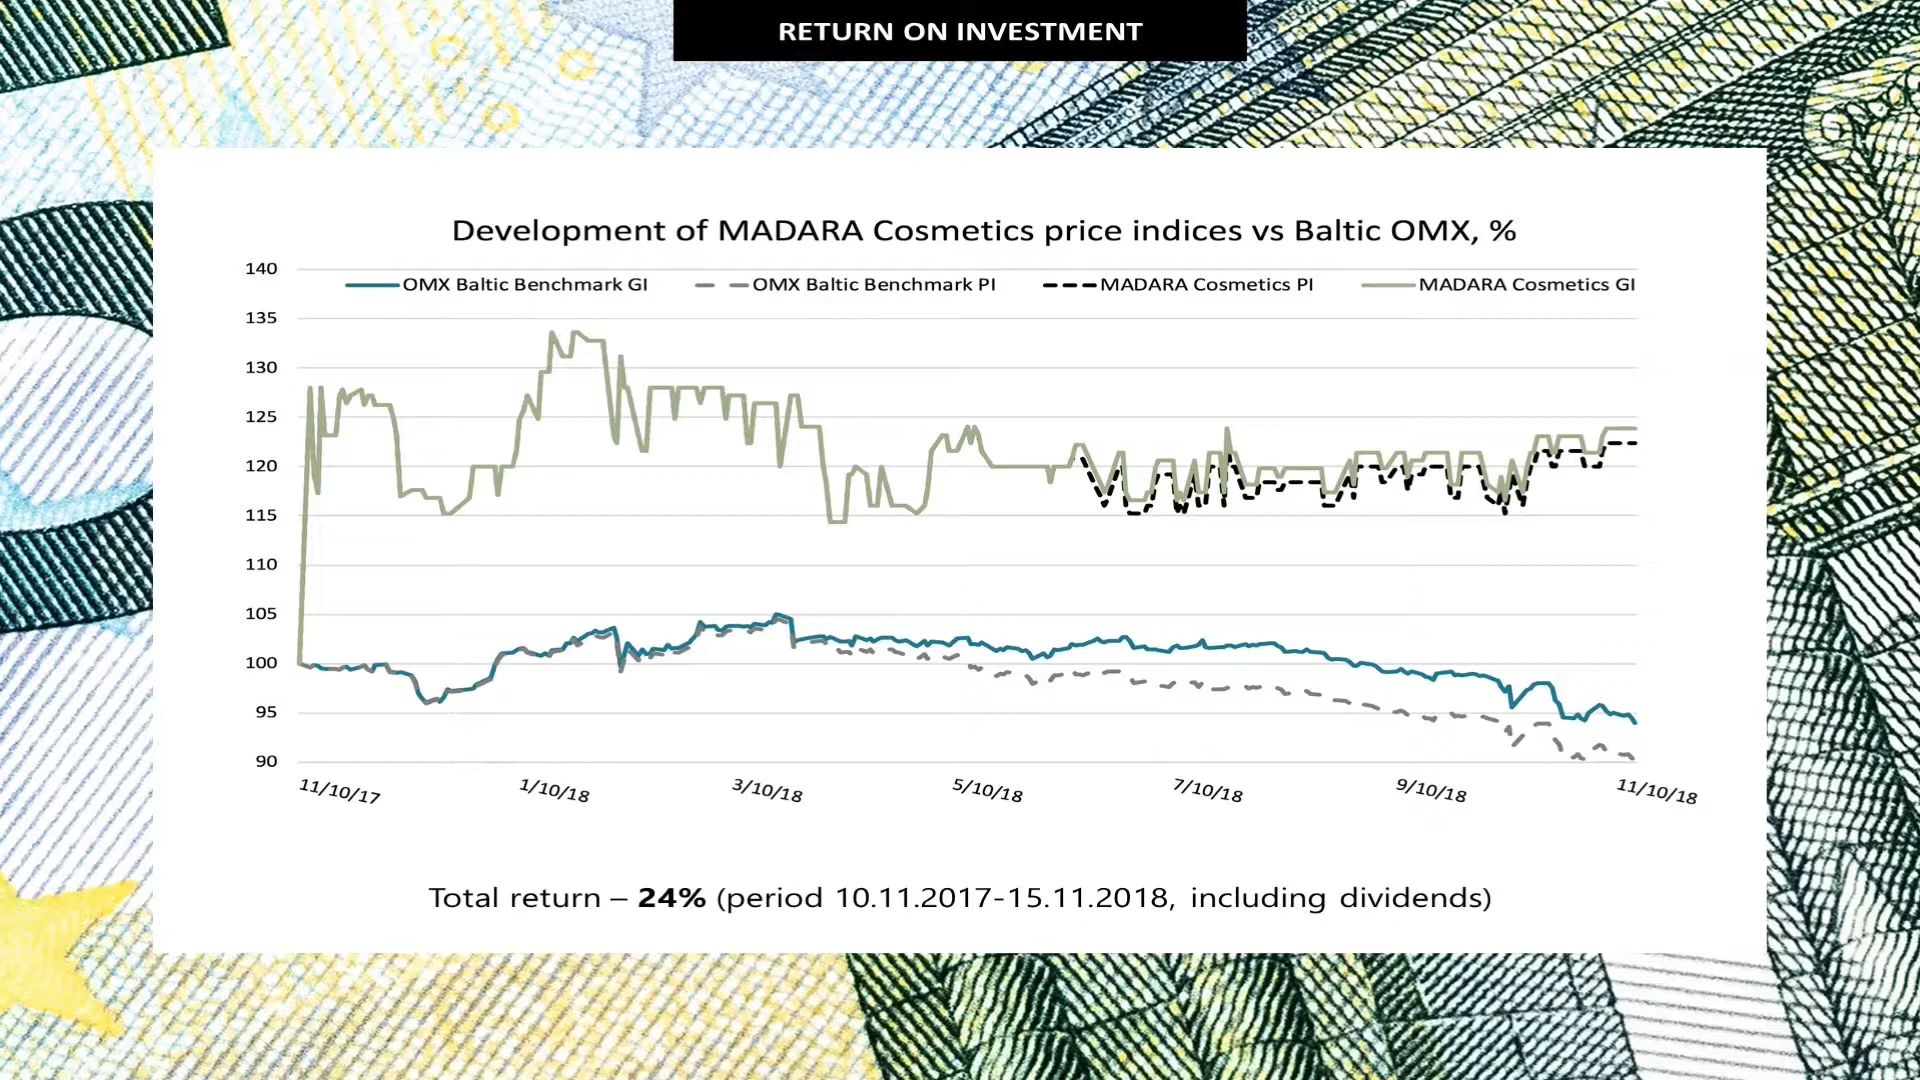 RETURN ON INVESTMENT
Development of MADARA Cosmetics price indices vs Baltic OMX, %
140
OMX Baltic Benchmark GI
OMX Baltic Benchmark PI
MADARA Cosmetics PI
MADARA Cosmetics GI
135
130
125
120
115
110
105
100
95
90
11/10/17
1/10/18
3/10/18
5/10/18
7/10/18
9/10/18
11/10/18
Total return – 24% (period 10.11.2017-15.11.2018, including dividends)